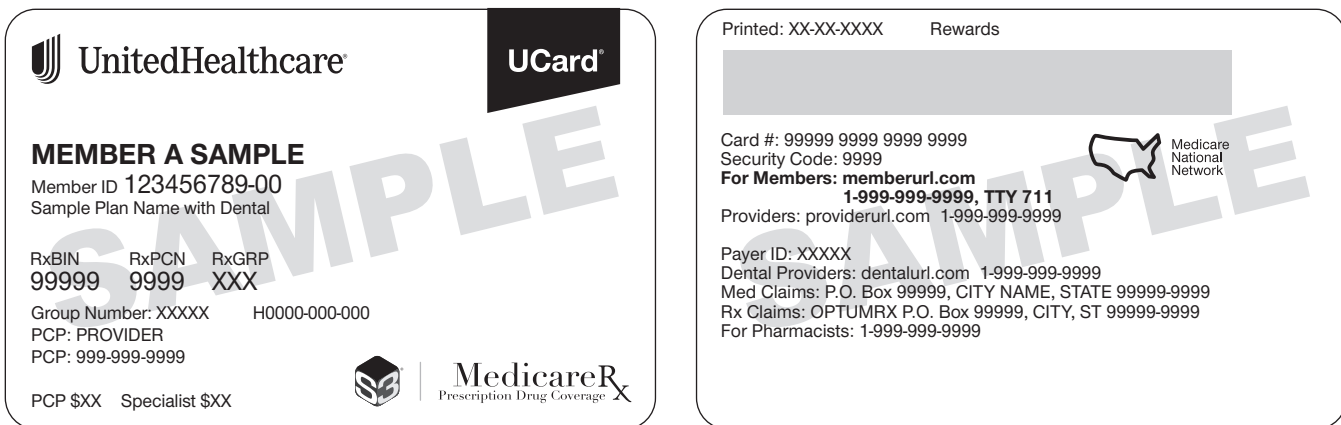 UnitedHealthcare®
UCard®
MEMBER A SAMPLE
Member ID 123456789-00
Sample Plan Name with Dental
RxBIN RxPCN RxGRP
99999 9999 XXX
Group Number: XXXXX H0000-000-000
PCP: PROVIDER
PCP: 999-999-9999
PCP $XX Specialist $XX
S3
MedicareRx
Prescription Drug Coverage
SAMPLE
Printed: XX-XX-XXXX Rewards
Card #: 99999 9999 9999 9999
Security Code: 9999
For Members: memberurl.com
1-999-999-9999, TTY 711
Providers: providerurl.com 1-999-999-9999
Medicare
National
Network
Payer ID: XXXXX
Dental Providers: dentalurl.com 1-999-999-9999
Med Claims: P.O. Box 99999, CITY NAME, STATE 99999-9999
Rx Claims: OPTUMRX P.O. Box 99999, CITY, ST 99999-9999
For Pharmacists: 1-999-999-9999
SAMPLE